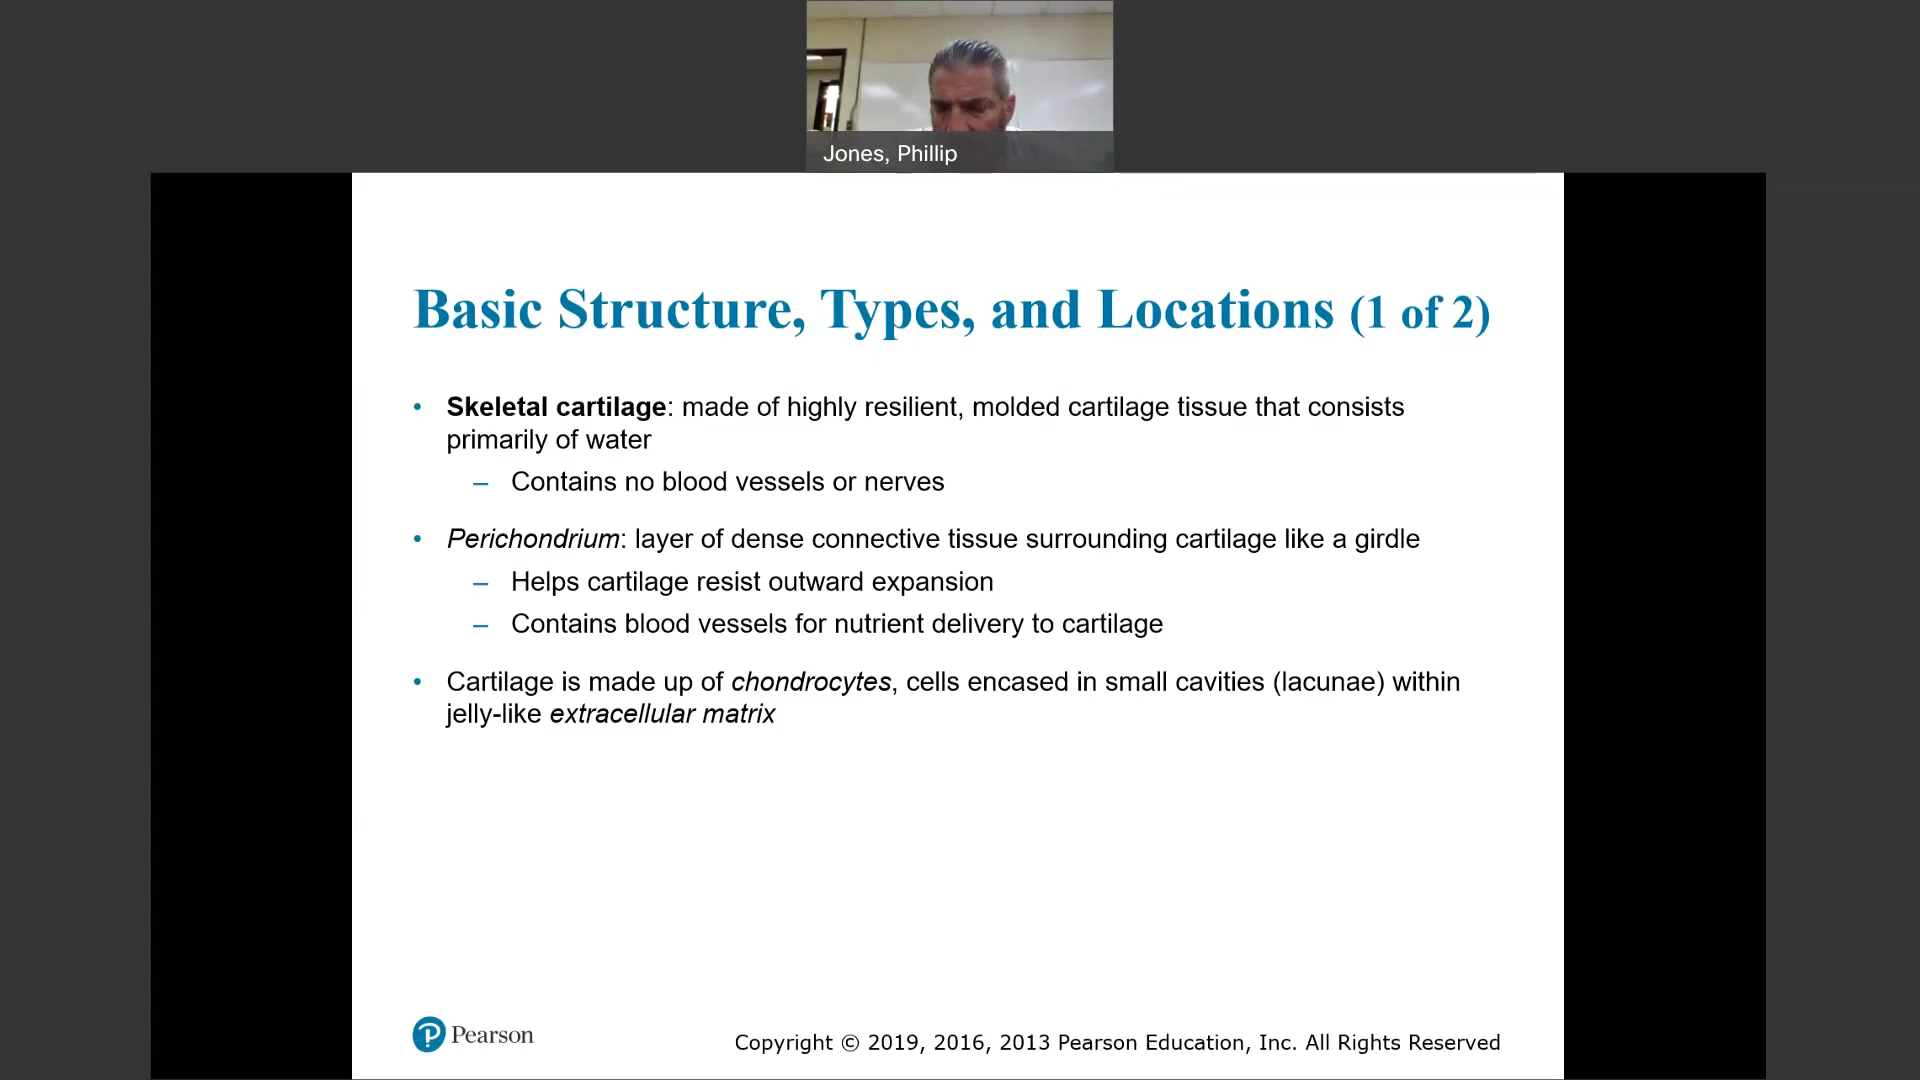 Jones, Phillip
Basic Structure, Types, and Locations (1 of 2)
• Skeletal cartilage: made of highly resilient, molded cartilage tissue that consists
primarily of water
– Contains no blood vessels or nerves
• Perichondrium: layer of dense connective tissue surrounding cartilage like a girdle
– Helps cartilage resist outward expansion
– Contains blood vessels for nutrient delivery to cartilage
• Cartilage is made up of chondrocytes, cells encased in small cavities (lacunae) within
jelly-like extracellular matrix
Pearson
Copyright © 2019, 2016, 2013 Pearson Education, Inc. All Rights Reserved